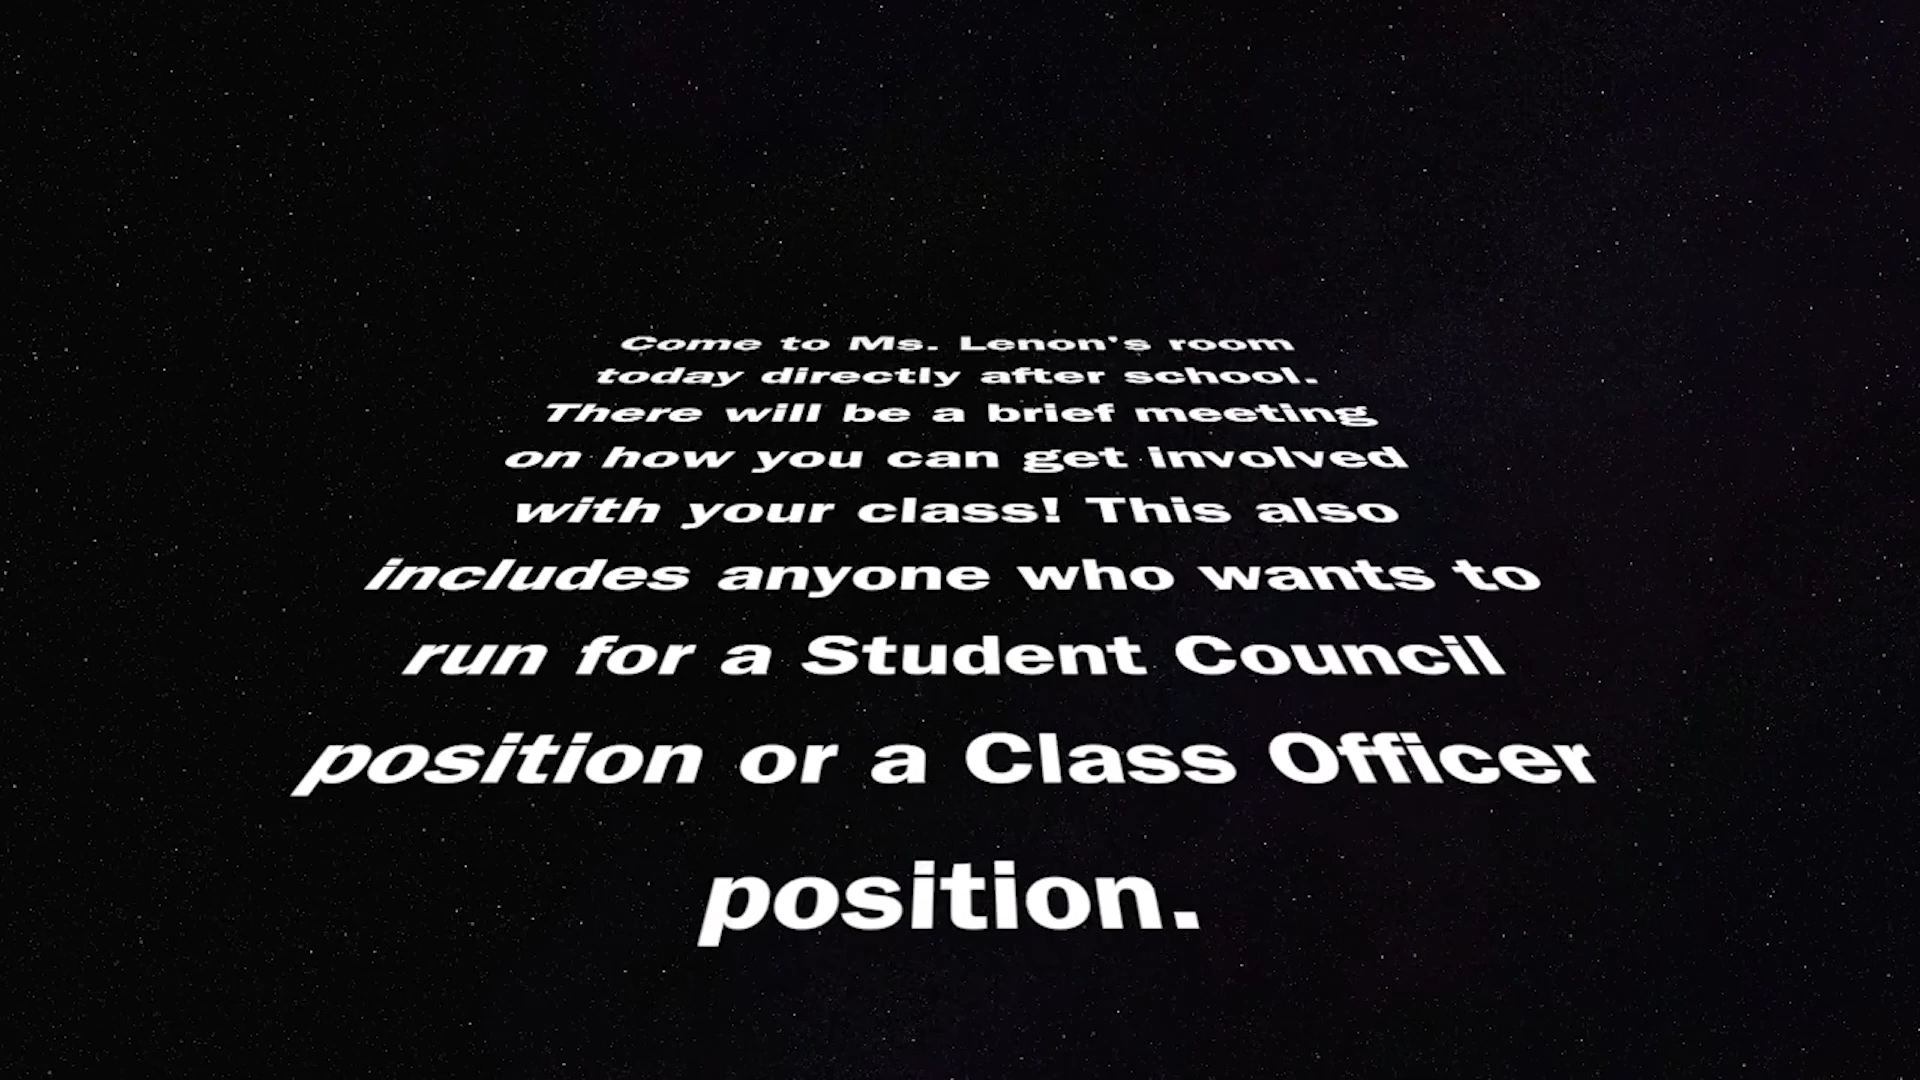 Come to Ms. Lenon's room
today directly after school.
There will be a brief meeting
on how you can get involved
with your class! This also
includes anyone who wants to
run for a Student Council
position or a Class Officer
position.